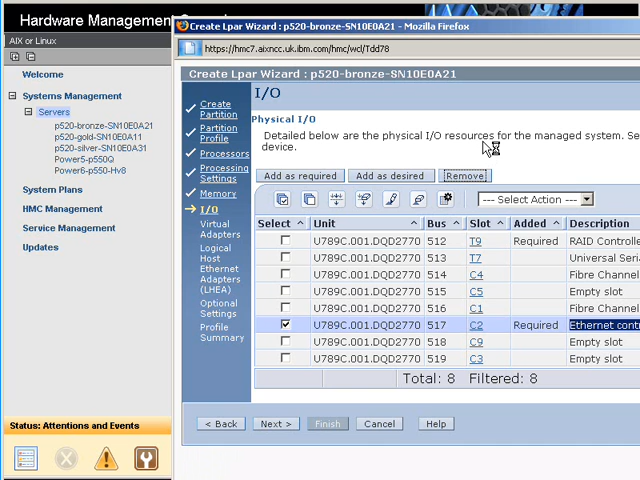 Hardware Management
Create Lpar Wizard : p520-bronze-SN10E0A21 - Mozilla Firefox
AIX or Linux
https://hmc7.aixncc.uk.ibm.com/hmc/wcl/Tdd78
Welcome
Systems Management
Servers
p520-bronze-SN10E0A21
p520-gold-SN10E0A11
p520-silver-SN10E0A31
Power5-p550Q
Power6-p550-Hv8
System Plans
HMC Management
Service Management
Updates
Status: Attentions and Events
Create Lpar Wizard : p520-bronze-SN10E0A21
Create Partition
Partition Profile
Processors
Processing Settings
Memory
I/O
Virtual Adapters
Logical Host Ethernet Adapters (LHEA)
Optional Settings
Profile Summary
I/O
Physical I/O
Detailed below are the physical I/O resources for the managed system. Se
device.
Add as required Add as desired Remove
--- Select Action ---
Select Unit Bus Slot Added Description
U789C.001.DQD2770 512 T9 Required RAID Controlle
U789C.001.DQD2770 513 T7 Universal Seri
U789C.001.DQD2770 514 C4 Fibre Channel
U789C.001.DQD2770 515 C5 Empty slot
U789C.001.DQD2770 516 C1 Fibre Channel
U789C.001.DQD2770 517 C2 Required Ethernet cont
U789C.001.DQD2770 518 C9 Empty slot
U789C.001.DQD2770 519 C3 Empty slot
Total: 8 Filtered: 8
< Back Next > Finish Cancel Help